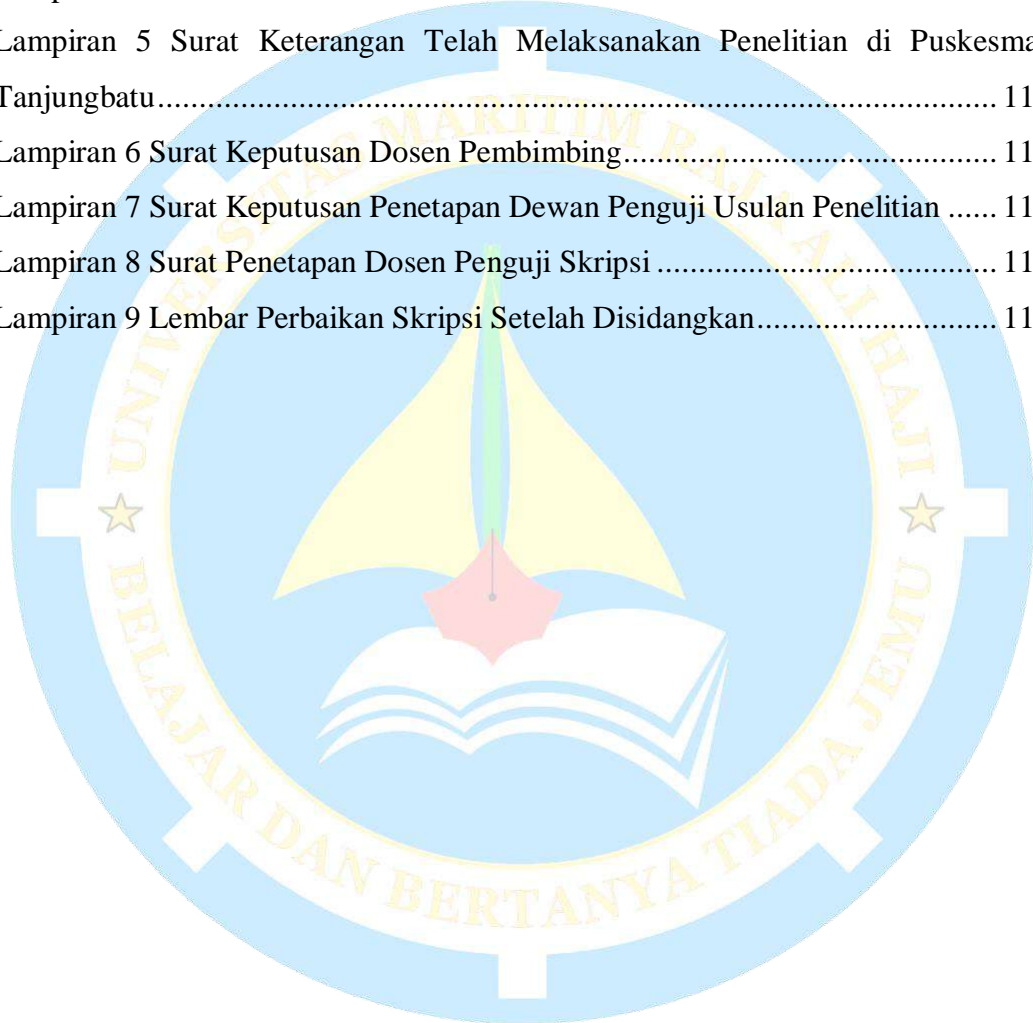 Lampiran 5 Surat Keterangan Telah Melaksanakan Penelitian di Puskesma
Tanjungbatu................................................................................................ 11
Lampiran 6 Surat Keputusan Dosen Pembimbing............................................. 11
Lampiran 7 Surat Keputusan Penetapan Dewan Penguji Usulan Penelitian ...... 11
Lampiran 8 Surat Penetapan Dosen Penguji Skripsi ......................................... 11
Lampiran 9 Lembar Perbaikan Skripsi Setelah Disidangkan............................. 11
UNIVERSITAS MARITIM RAJA ALI HAJI
BELAJAR DAN BERTANYA TIADA JEMU